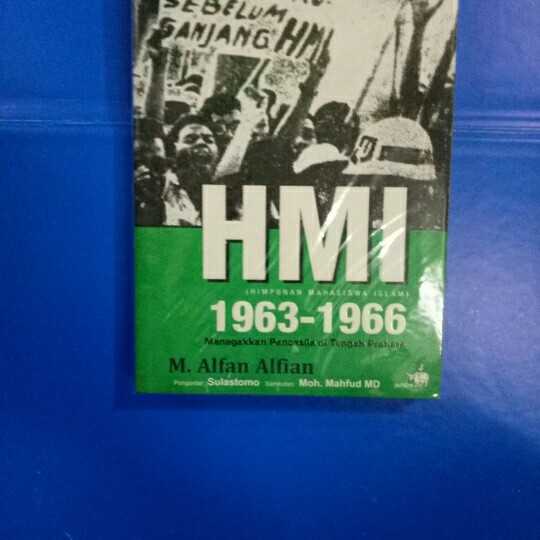 SEBELUM
GANJANG HMI
HMI
(HIMPUNAN MAHASISWA ISLAM)
1963-1966
Menegakkan Pancasila di Tengah Prahara
M. Alfan Alfian
Pengantar Sulastomo Sambutan Moh. Mahfud MD